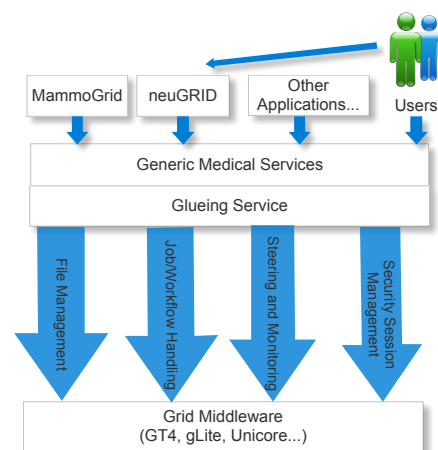 MammoGrid
neuGRID
Other
Applications...
Users
Generic Medical Services
Glueing Service
File Management
Job/Workflow Handling
Steering and Monitoring
Security Session
Management
Grid Middleware
(GT4, gLite, Unicore...)